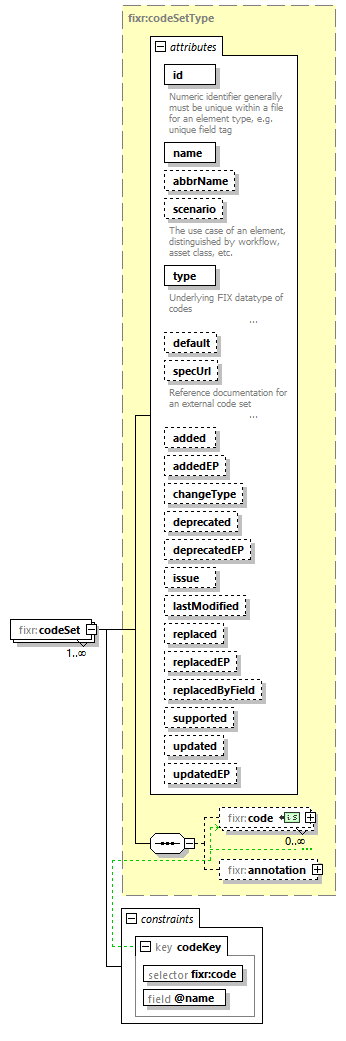 fixr:codeSetType
attributes
id
Numeric identifier generally
must be unique within a file
for an element type, e.g.
unique field tag
name
abbrName
scenario
The use case of an element,
distinguished by workflow,
asset class, etc.
type
Underlying FIX datatype of
codes
...
default
specUrl
Reference documentation for
an external code set
...
added
addedEP
changeType
deprecated
deprecatedEP
issue
lastModified
replaced
replacedEP
replacedByField
supported
updated
updatedEP
fixr:codeSet
1..∞
fixr:code
is
0..∞
fixr:annotation
constraints
key codeKey
selector fixr:code
field @name